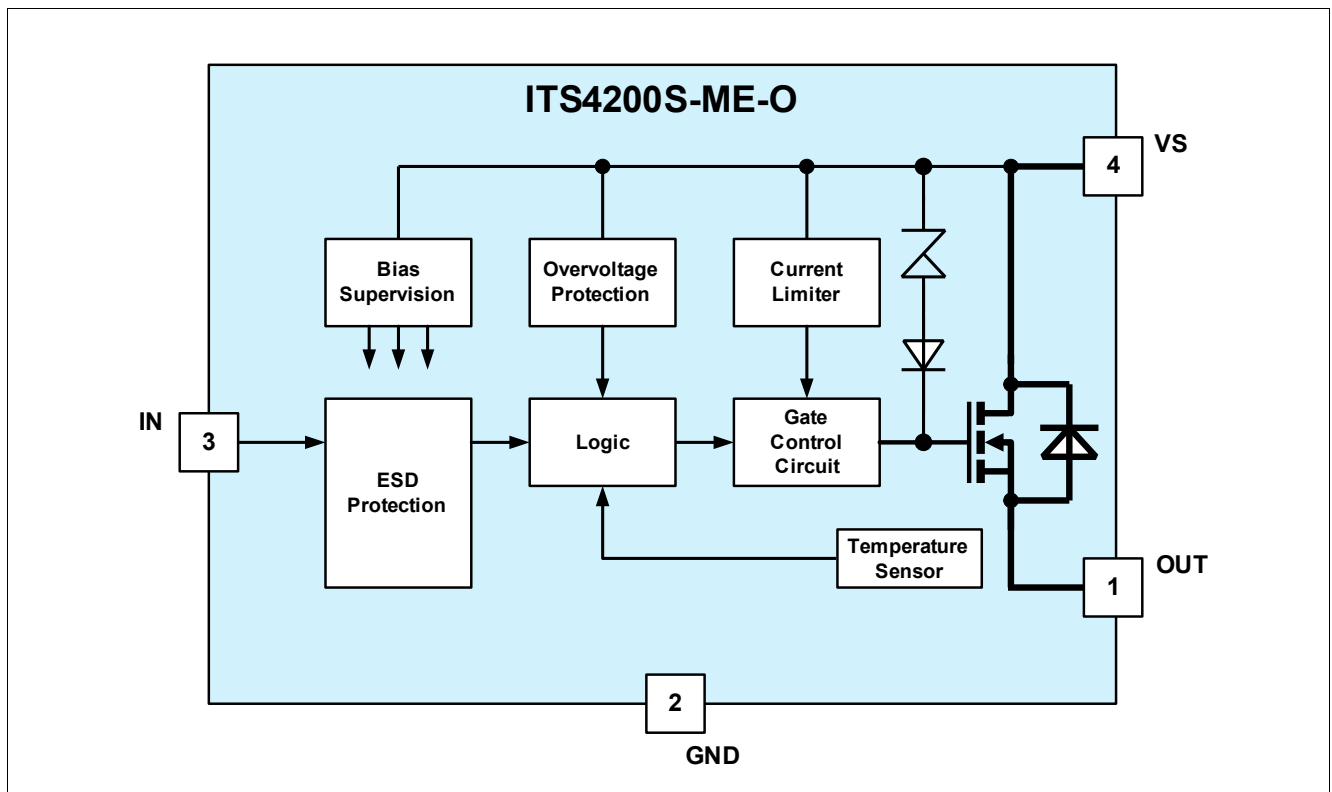 ITS4200S-ME-O
VS
4
Bias
Supervision
Overvoltage
Protection
Current
Limiter
IN
3
ESD
Protection
Logic
Gate
Control
Circuit
Temperature
Sensor
OUT
1
2
GND